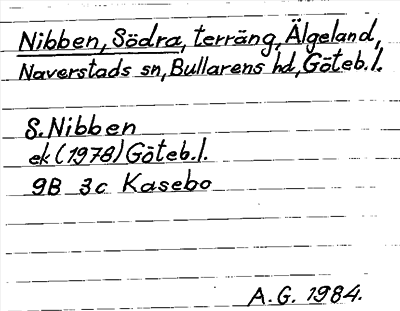 Nibben, Södra, terräng, Älgeland,
Naverstads sn, Bullarens hd, Göteb.l.
S. Nibben
ek (1978) Göteb.l.
9B 3c Kasebo
A.G. 1984.